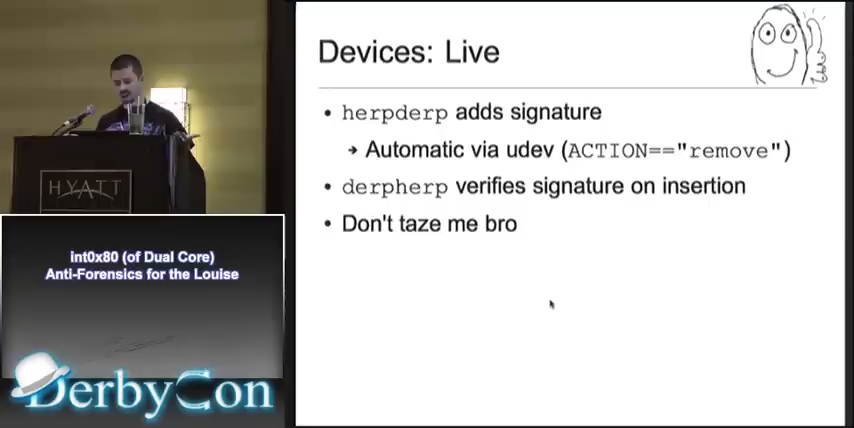 HYATT
int0x80 (of Dual Core)
Anti-Forensics for the Louise
DerbyCon
Devices: Live
• herpderp adds signature
→ Automatic via udev (ACTION=="remove")
• derpherp verifies signature on insertion
• Don't taze me bro